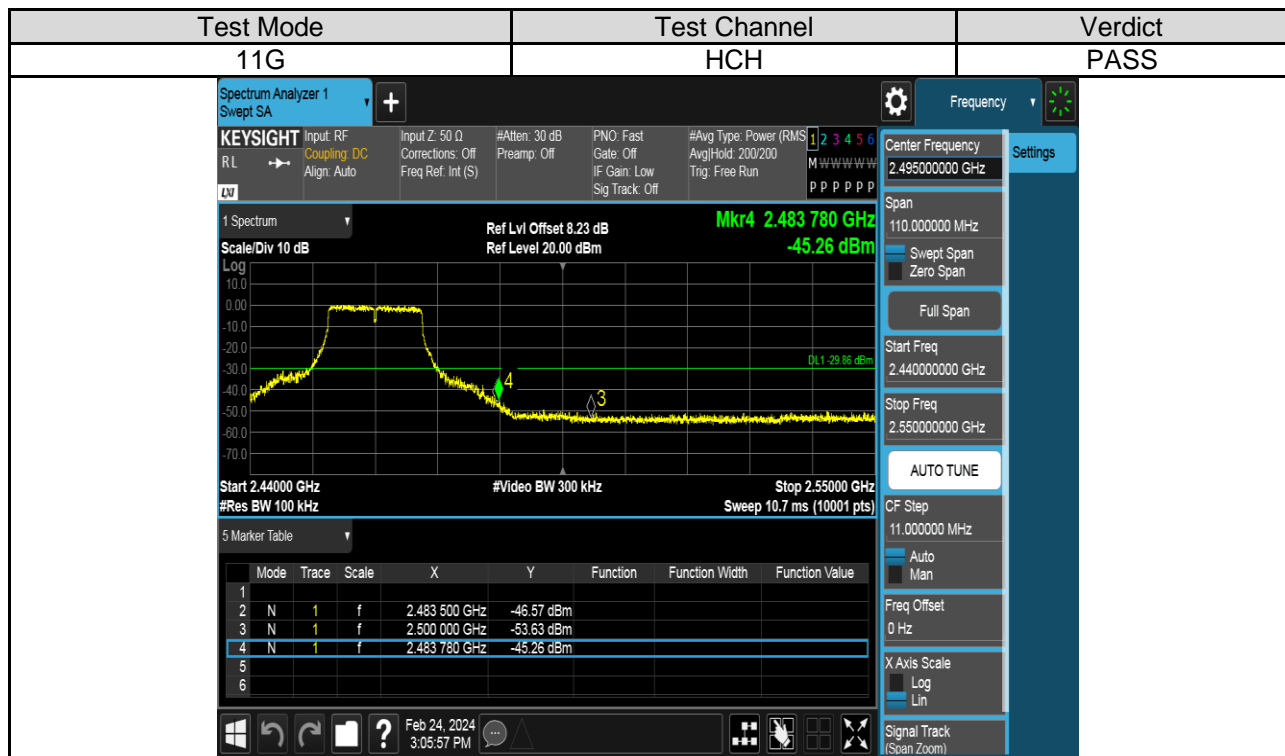 Test Mode Test Channel Verdict
11G HCH PASS
Spectrum Analyzer 1
Swept SA
+
Frequency
KEYSIGHT Input: RF Input Z: 50 Ω #Atten: 30 dB PNO: Fast #Avg Type: Power (RMS 1 2 3 4 5 6
RL Coupling: DC Corrections: Off Preamp: Off Gate: Off Avg|Hold: 200/200 M W W W W W
Align: Auto Freq Ref: Int (S) IF Gain: Low Trig: Free Run
LXI Sig Track: Off P P P P P P
1 Spectrum
Scale/Div 10 dB
Ref Lvl Offset 8.23 dB
Ref Level 20.00 dBm
Mkr4 2.483 780 GHz
-45.26 dBm
Log
10.0
0.00
-10.0
-20.0
DL1 -29.86 dBm
-30.0
4
-40.0
3
-50.0
-60.0
-70.0
Start 2.44000 GHz #Video BW 300 kHz Stop 2.55000 GHz
#Res BW 100 kHz Sweep 10.7 ms (10001 pts)
5 Marker Table
Mode Trace Scale X Y Function Function Width Function Value
1
2 N 1 f 2.483 500 GHz -46.57 dBm
3 N 1 f 2.500 000 GHz -53.63 dBm
4 N 1 f 2.483 780 GHz -45.26 dBm
5
6
Center Frequency
2.495000000 GHz
Settings
Span
110.000000 MHz
Swept Span
Zero Span
Full Span
Start Freq
2.440000000 GHz
Stop Freq
2.550000000 GHz
AUTO TUNE
CF Step
11.000000 MHz
Auto
Man
Freq Offset
0 Hz
X Axis Scale
Log
Lin
Signal Track
(Span Zoom)
?
Feb 24, 2024
3:05:57 PM